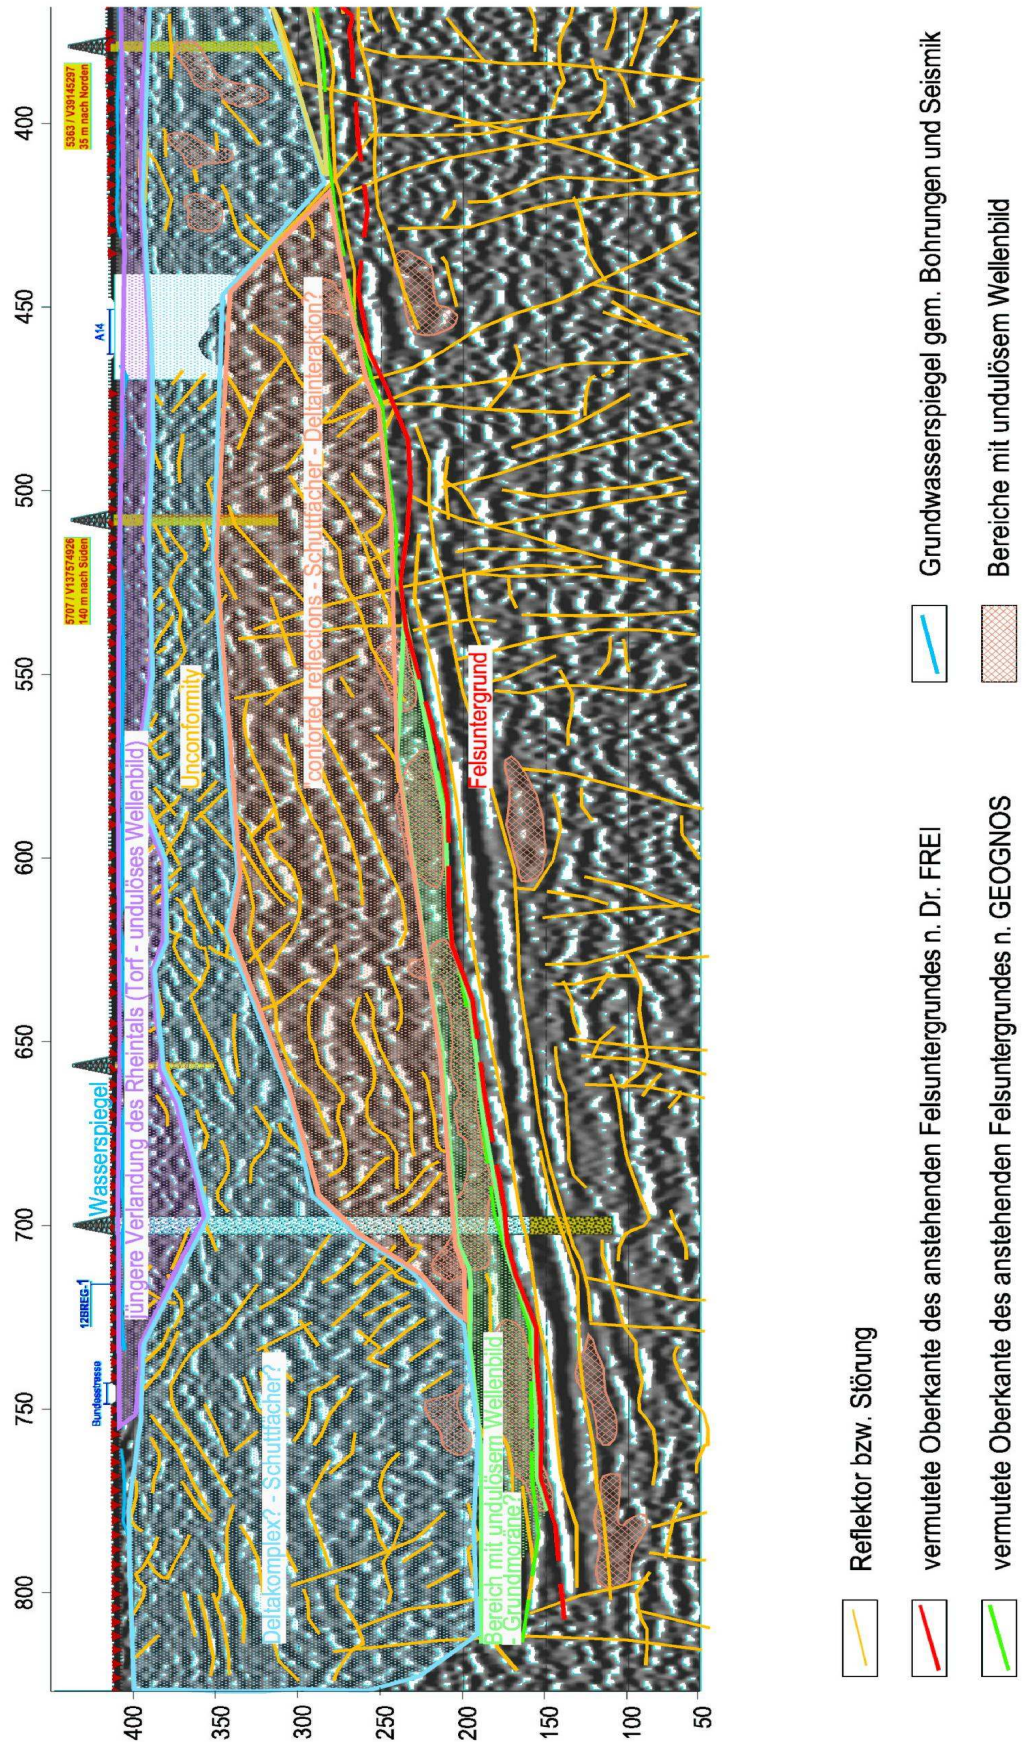 800
750
700
650
600
550
500
450
400
Bundesstrasse
12BREG-1
Wasserspiegel
5707 / V137574926
140 m nach Süden
A14
5363 / V39145297
35 m nach Norden
jüngere Verlandung des Rheintals (Torf - undulöses Wellenbild)
Unconformity
Deltakomplex? - Schuttfächer?
contorted reflections - Schuttfächer - Deltainteraktion?
Felsuntergrund
Bereich mit undulösem Wellenbild
- Grundmoräne?
400
350
300
250
200
150
100
50
Reflektor bzw. Störung
vermutete Oberkante des anstehenden Felsuntergrundes n. Dr. FREI
vermutete Oberkante des anstehenden Felsuntergrundes n. GEOGNOS
Grundwasserspiegel gem. Bohrungen und Seismik
Bereiche mit undulösem Wellenbild